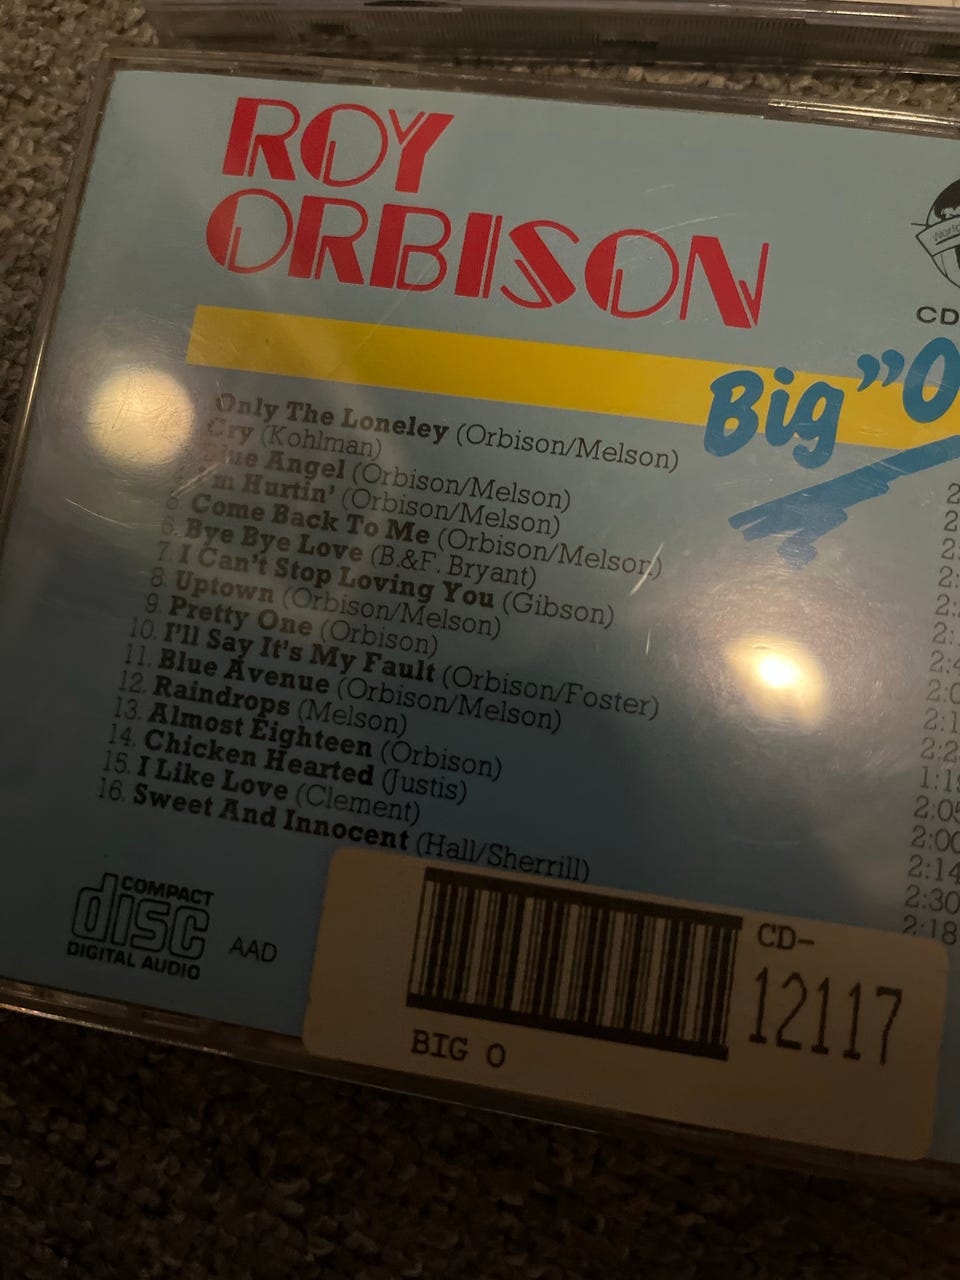 ROY
ORBISON
World
CD
Big "O
Only The Loneley (Orbison/Melson)
Cry (Kohlman)
Blue Angel (Orbison/Melson)
I'm Hurtin' (Orbison/Melson)
Come Back To Me (Orbison/Melson)
6. Bye Bye Love (B.&F. Bryant)
7. I Can't Stop Loving You (Gibson)
8. Uptown (Orbison/Melson)
9. Pretty One (Orbison)
10. I'll Say It's My Fault (Orbison/Foster)
11. Blue Avenue (Orbison/Melson)
12. Raindrops (Melson)
13. Almost Eighteen (Orbison)
14. Chicken Hearted (Justis)
15. I Like Love (Clement)
16. Sweet And Innocent (Hall/Sherrill)
2:05
2:00
2:14
2:30
2:18
COMPACT
disc
DIGITAL AUDIO
AAD
CD-
12117
BIG O